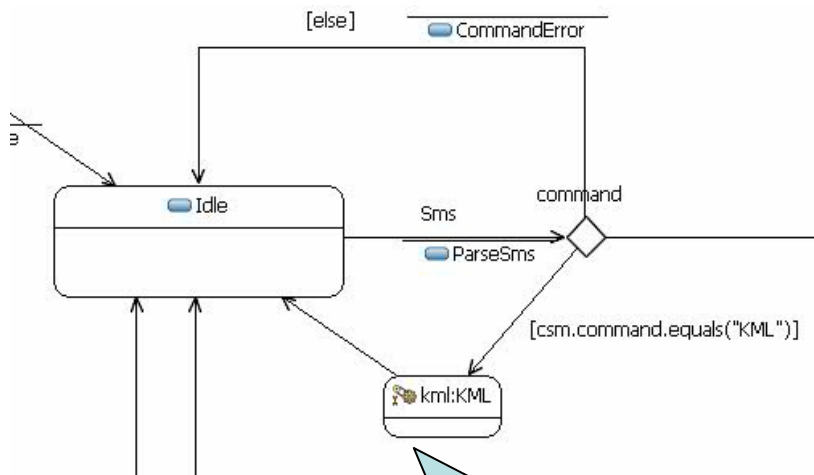 [else]
CommandError
e
Idle
Sms
command
ParseSms
[csm.command.equals("KML")]
kml:KML